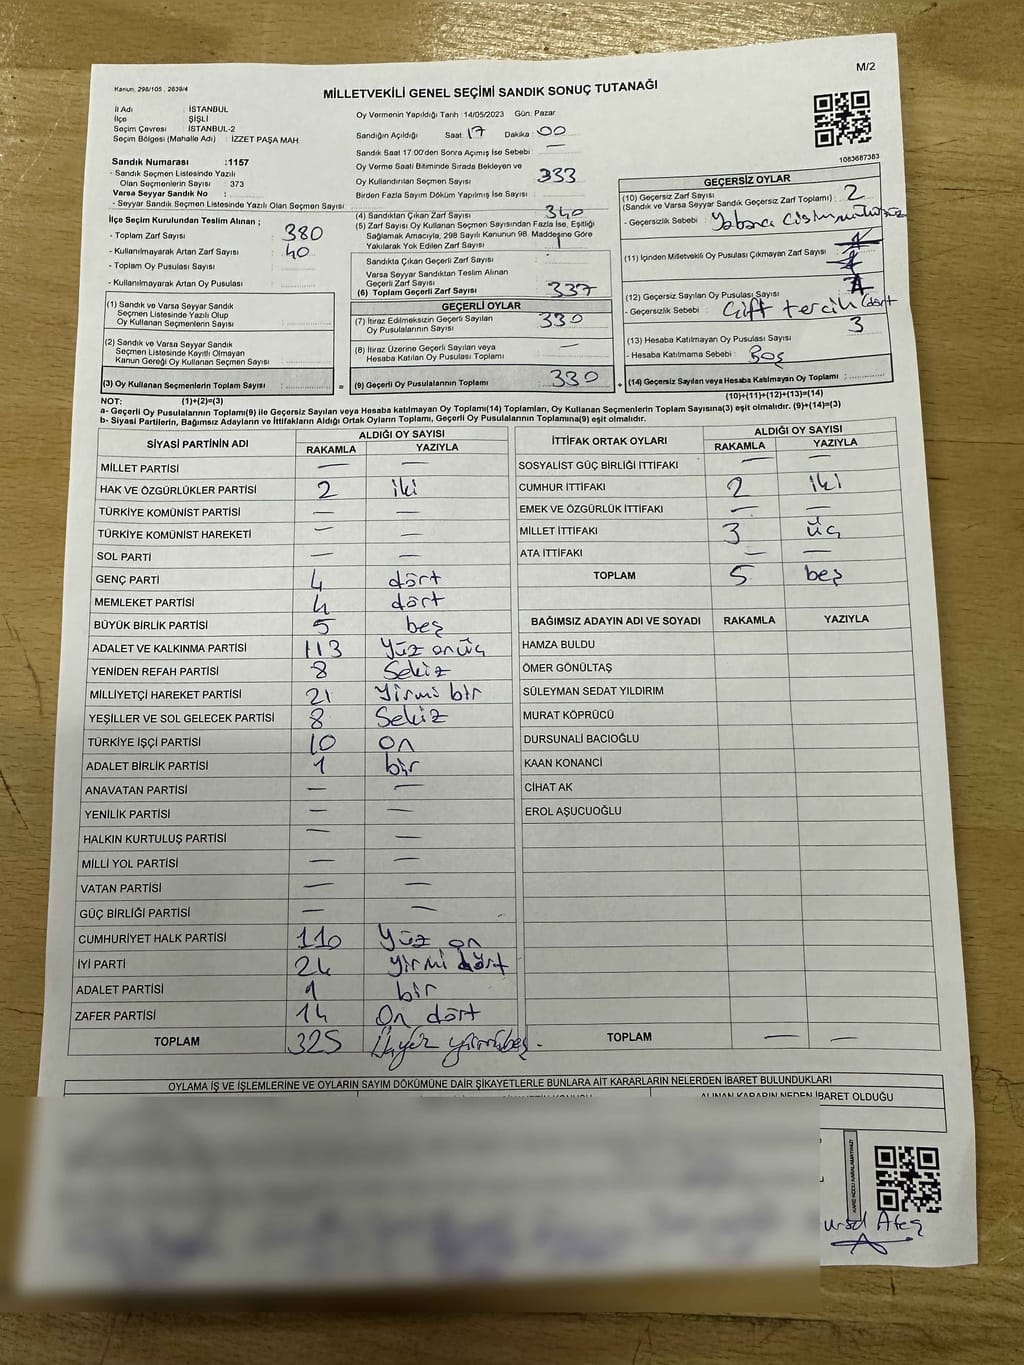 M/2
Kanun, 298/105 , 2839/4
MİLLETVEKİLİ GENEL SEÇİMİ SANDIK SONUÇ TUTANAĞI
İl Adı : İSTANBUL
İlçe : ŞİŞLİ
Seçim Çevresi : İSTANBUL-2
Seçim Bölgesi (Mahalle Adı) : İZZET PAŞA MAH
Sandık Numarası :1157
- Sandık Seçmen Listesinde Yazılı
Olan Seçmenlerin Sayısı : 373
Varsa Seyyar Sandık No :
- Seyyar Sandık Seçmen Listesinde Yazılı Olan Seçmen Sayısı:
Oy Vermenin Yapıldığı Tarih :14/05/2023 Gün: Pazar
Sandığın Açıldığı Saat :17 Dakika :00
Sandık Saat 17:00'den Sonra Açımış İse Sebebi : —
Oy Verme Saati Bitiminde Sırada Bekleyen ve
Oy Kullandırılan Seçmen Sayısı : 333
Birden Fazla Sayım Döküm Yapılmış İse Sayısı :
1083687383
İlçe Seçim Kurulundan Teslim Alınan ;
- Toplam Zarf Sayısı : 380
- Kullanılmayarak Artan Zarf Sayısı : 40
- Toplam Oy Pusulası Sayısı :
- Kullanılmayarak Artan Oy Pusulası :
(1) Sandık ve Varsa Seyyar Sandık
Seçmen Listesinde Yazılı Olup
Oy Kullanan Seçmenlerin Sayısı :
(2) Sandık ve Varsa Seyyar Sandık
Seçmen Listesinde Kayıtlı Olmayan
Kanun Gereği Oy Kullanan Seçmen Sayısı :
(3) Oy Kullanan Seçmenlerin Toplam Sayısı : =
(4) Sandıktan Çıkan Zarf Sayısı : 340
(5) Zarf Sayısı Oy Kullanan Seçmen Sayısından Fazla İse, Eşitliği
Sağlamak Amacıyla, 298 Sayılı Kanunun 98. Maddesine Göre
Yakılarak Yok Edilen Zarf Sayısı : 1
Sandıkta Çıkan Geçerli Zarf Sayısı :
Varsa Seyyar Sandıktan Teslim Alınan
Geçerli Zarf Sayısı :
(6) Toplam Geçerli Zarf Sayısı : 337
GEÇERLİ OYLAR
(7) İtiraz Edilmeksizin Geçerli Sayılan
Oy Pusulalarının Sayısı : 330
(8) İtiraz Üzerine Geçerli Sayılan veya
Hesaba Katılan Oy Pusulası Toplamı : —
(9) Geçerli Oy Pusulalarının Toplamı : 330 +
GEÇERSİZ OYLAR
(10) Geçersiz Zarf Sayısı : 2
(Sandık ve Varsa Seyyar Sandık Geçersiz Zarf Toplamı) :
- Geçersizlik Sebebi : Yabancı
(11) İçinden Milletvekili Oy Pusulası Çıkmayan Zarf Sayısı :
(12) Geçersiz Sayılan Oy Pusulası Sayısı :
- Geçersizlik Sebebi : Çift tercih
3
(13) Hesaba Katılmayan Oy Pusulası Sayısı :
- Hesaba Katılmama Sebebi : Boş
(14) Geçersiz Sayılan veya Hesaba Katılmayan Oy Toplamı :
(10)+(11)+(12)+(13)=(14)
NOT: (1)+(2)=(3)
a- Geçerli Oy Pusulaları Toplamı(9) ile Geçersiz Sayılan veya Hesaba katılmayan Oy Toplamı(14) Toplamları, Oy Kullanan Seçmenlerin Toplam Sayısına(3) eşit olmalıdır. (9)+(14)=(3)
b- Siyasi Partilerin, Bağımsız Adayların ve İttifakların Aldığı Ortak Oyların Toplamı, Geçerli Oy Pusulalarının Toplamına(9) eşit olmalıdır.
SİYASİ PARTİNİN ADI ALDIĞI OY SAYISI
RAKAMLA YAZIYLA
MİLLET PARTİSİ — —
HAK VE ÖZGÜRLÜKLER PARTİSİ 2 iki
TÜRKİYE KOMÜNİST PARTİSİ — —
TÜRKİYE KOMÜNİST HAREKETİ — —
SOL PARTİ — —
GENÇ PARTİ 4 dört
MEMLEKET PARTİSİ 4 dört
BÜYÜK BİRLİK PARTİSİ 5 beş
ADALET VE KALKINMA PARTİSİ 113 Yüz onüç
YENİDEN REFAH PARTİSİ 8 Sekiz
MİLLİYETÇİ HAREKET PARTİSİ 21 Yirmi bir
YEŞİLLER VE SOL GELECEK PARTİSİ 8 Sekiz
TÜRKİYE İŞÇİ PARTİSİ 10 On
ADALET BİRLİK PARTİSİ 1 bir
ANAVATAN PARTİSİ — —
YENİLİK PARTİSİ — —
HALKIN KURTULUŞ PARTİSİ — —
MİLLİ YOL PARTİSİ — —
VATAN PARTİSİ — —
GÜÇ BİRLİĞİ PARTİSİ — —
CUMHURİYET HALK PARTİSİ 110 Yüz on
İYİ PARTİ 24 yirmi dört
ADALET PARTİSİ 1 bir
ZAFER PARTİSİ 14 On dört
TOPLAM 325 Üçyüz yirmibeş.
İTTİFAK ORTAK OYLARI ALDIĞI OY SAYISI
RAKAMLA YAZIYLA
SOSYALİST GÜÇ BİRLİĞİ İTTİFAKI — —
CUMHUR İTTİFAKI 2 iki
EMEK VE ÖZGÜRLÜK İTTİFAKI — —
MİLLET İTTİFAKI 3 üç
ATA İTTİFAKI — —
TOPLAM 5 beş
BAĞIMSIZ ADAYIN ADI VE SOYADI RAKAMLA YAZIYLA
HAMZA BULDU
ÖMER GÖNÜLTAŞ
SÜLEYMAN SEDAT YILDIRIM
MURAT KÖPRÜCÜ
DURSUNALİ BACIOĞLU
KAAN KONANCİ
CİHAT AK
EROL AŞUCUOĞLU
TOPLAM — —
OYLAMA İŞ VE İŞLEMLERİNE VE OYLARIN SAYIM DÖKÜMÜNE DAİR ŞİKAYETLERLE BUNLARA AİT KARARLARIN NELERDEN İBARET BULUNDUKLARI
ALINAN KARARIN NEDEN İBARET OLDUĞU
Ateş